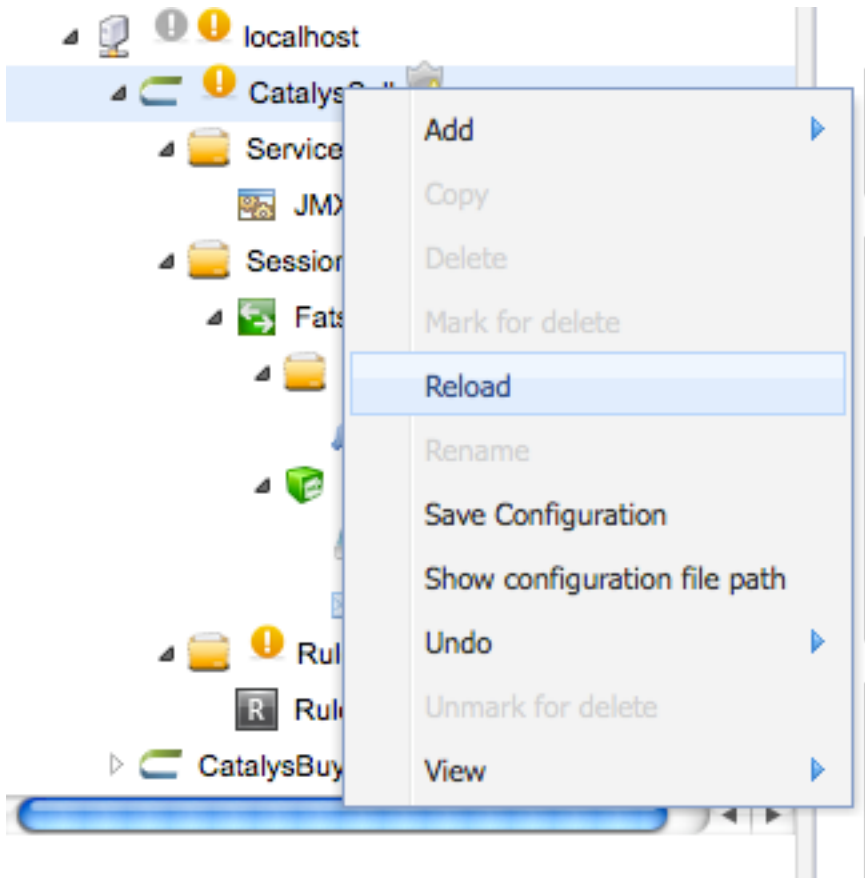 localhost
Catalys
Add
Service
Copy
JMX
Delete
Session
Mark for delete
Fats
Reload
Rename
Save Configuration
Show configuration file path
Undo
Rul
Unmark for delete
R Rul
CatalysBuy
View